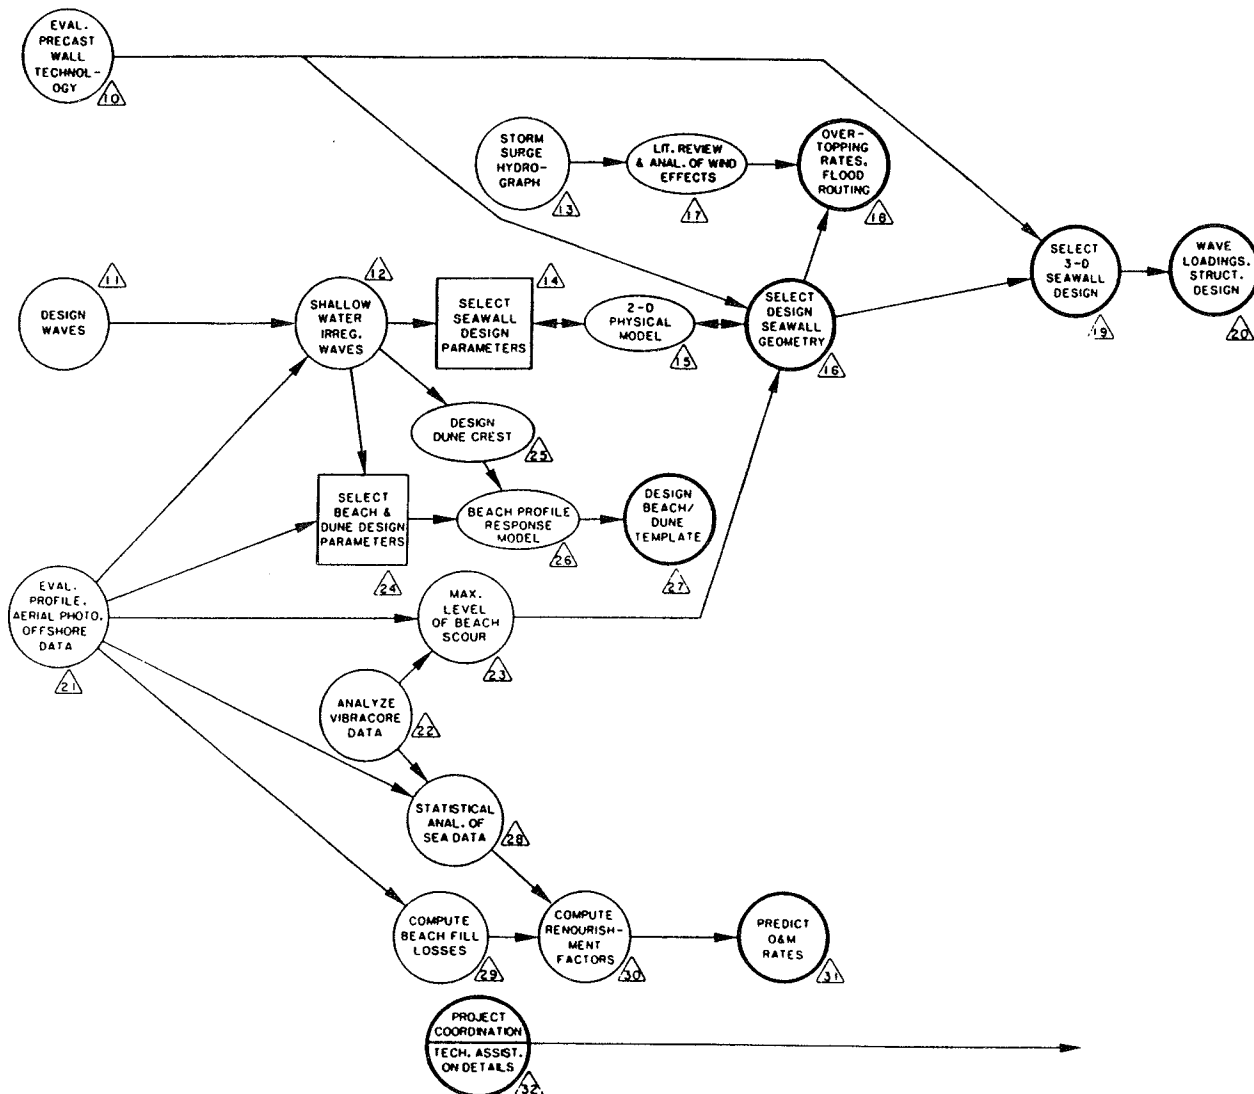 EVAL.
PRECAST
WALL
TECHNOL-
OGY
10
STORM
SURGE
HYDRO-
GRAPH
13
LIT. REVIEW
& ANAL. OF WIND
EFFECTS
17
OVER-
TOPPING
RATES,
FLOOD
ROUTING
18
SELECT
3-D
SEAWALL
DESIGN
19
WAVE
LOADINGS,
STRUCT.
DESIGN
20
11
DESIGN
WAVES
12
SHALLOW
WATER
IRREG.
WAVES
14
SELECT
SEAWALL
DESIGN
PARAMETERS
2-D
PHYSICAL
MODEL
15
SELECT
DESIGN
SEAWALL
GEOMETRY
16
DESIGN
DUNE CREST
25
SELECT
BEACH &
DUNE DESIGN
PARAMETERS
24
BEACH PROFILE
RESPONSE
MODEL
26
DESIGN
BEACH/
DUNE
TEMPLATE
27
EVAL.
PROFILE,
AERIAL PHOTO,
OFFSHORE
DATA
21
MAX.
LEVEL
OF BEACH
SCOUR
23
ANALYZE
VIBRACORE
DATA
22
STATISTICAL
ANAL. OF
SEA DATA
28
COMPUTE
BEACH FILL
LOSSES
29
COMPUTE
RENOURISH-
MENT
FACTORS
30
PREDICT
O&M
RATES
31
PROJECT
COORDINATION
TECH. ASSIST.
ON DETAILS
32